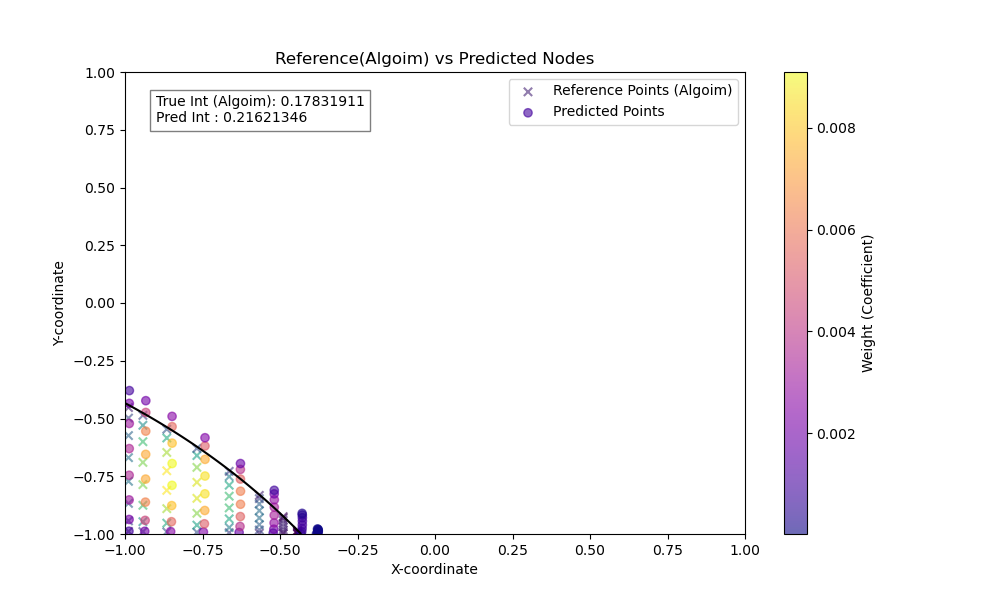 Reference(Algoim) vs Predicted Nodes
True Int (Algoim): 0.17831911
Pred Int : 0.21621346
Reference Points (Algoim)
Predicted Points
1.00
0.75
0.50
0.25
0.00
−0.25
−0.50
−0.75
−1.00
Y-coordinate
−1.00
−0.75
−0.50
−0.25
0.00
0.25
0.50
0.75
1.00
X-coordinate
0.008
0.006
0.004
0.002
Weight (Coefficient)